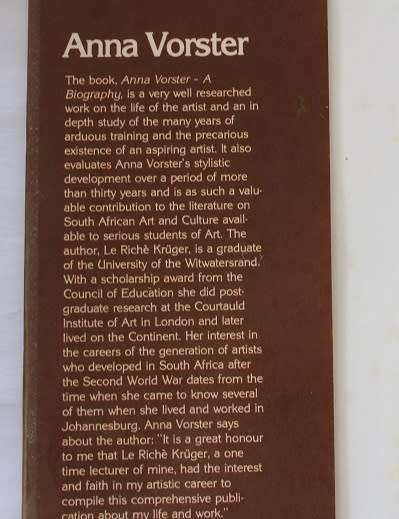 Anna Vorster
The book, Anna Vorster - A
Biography, is a very well researched
work on the life of the artist and an in
depth study of the many years of
arduous training and the precarious
existence of an aspiring artist. It also
evaluates Anna Vorster's stylistic
development over a period of more
than thirty years and is as such a valu-
able contribution to the literature on
South African Art and Culture avail-
able to serious students of Art. The
author, Le Richè Krüger, is a graduate
of the University of the Witwatersrand.
With a scholarship award from the
Council of Education she did post-
graduate research at the Courtauld
Institute of Art in London and later
lived on the Continent. Her interest in
the careers of the generation of artists
who developed in South Africa after
the Second World War dates from the
time when she came to know several
of them when she lived and worked in
Johannesburg. Anna Vorster says
about the author: "It is a great honour
to me that Le Richè Krüger, a one
time lecturer of mine, had the interest
and faith in my artistic career to
compile this comprehensive publi-
cation about my life and work."